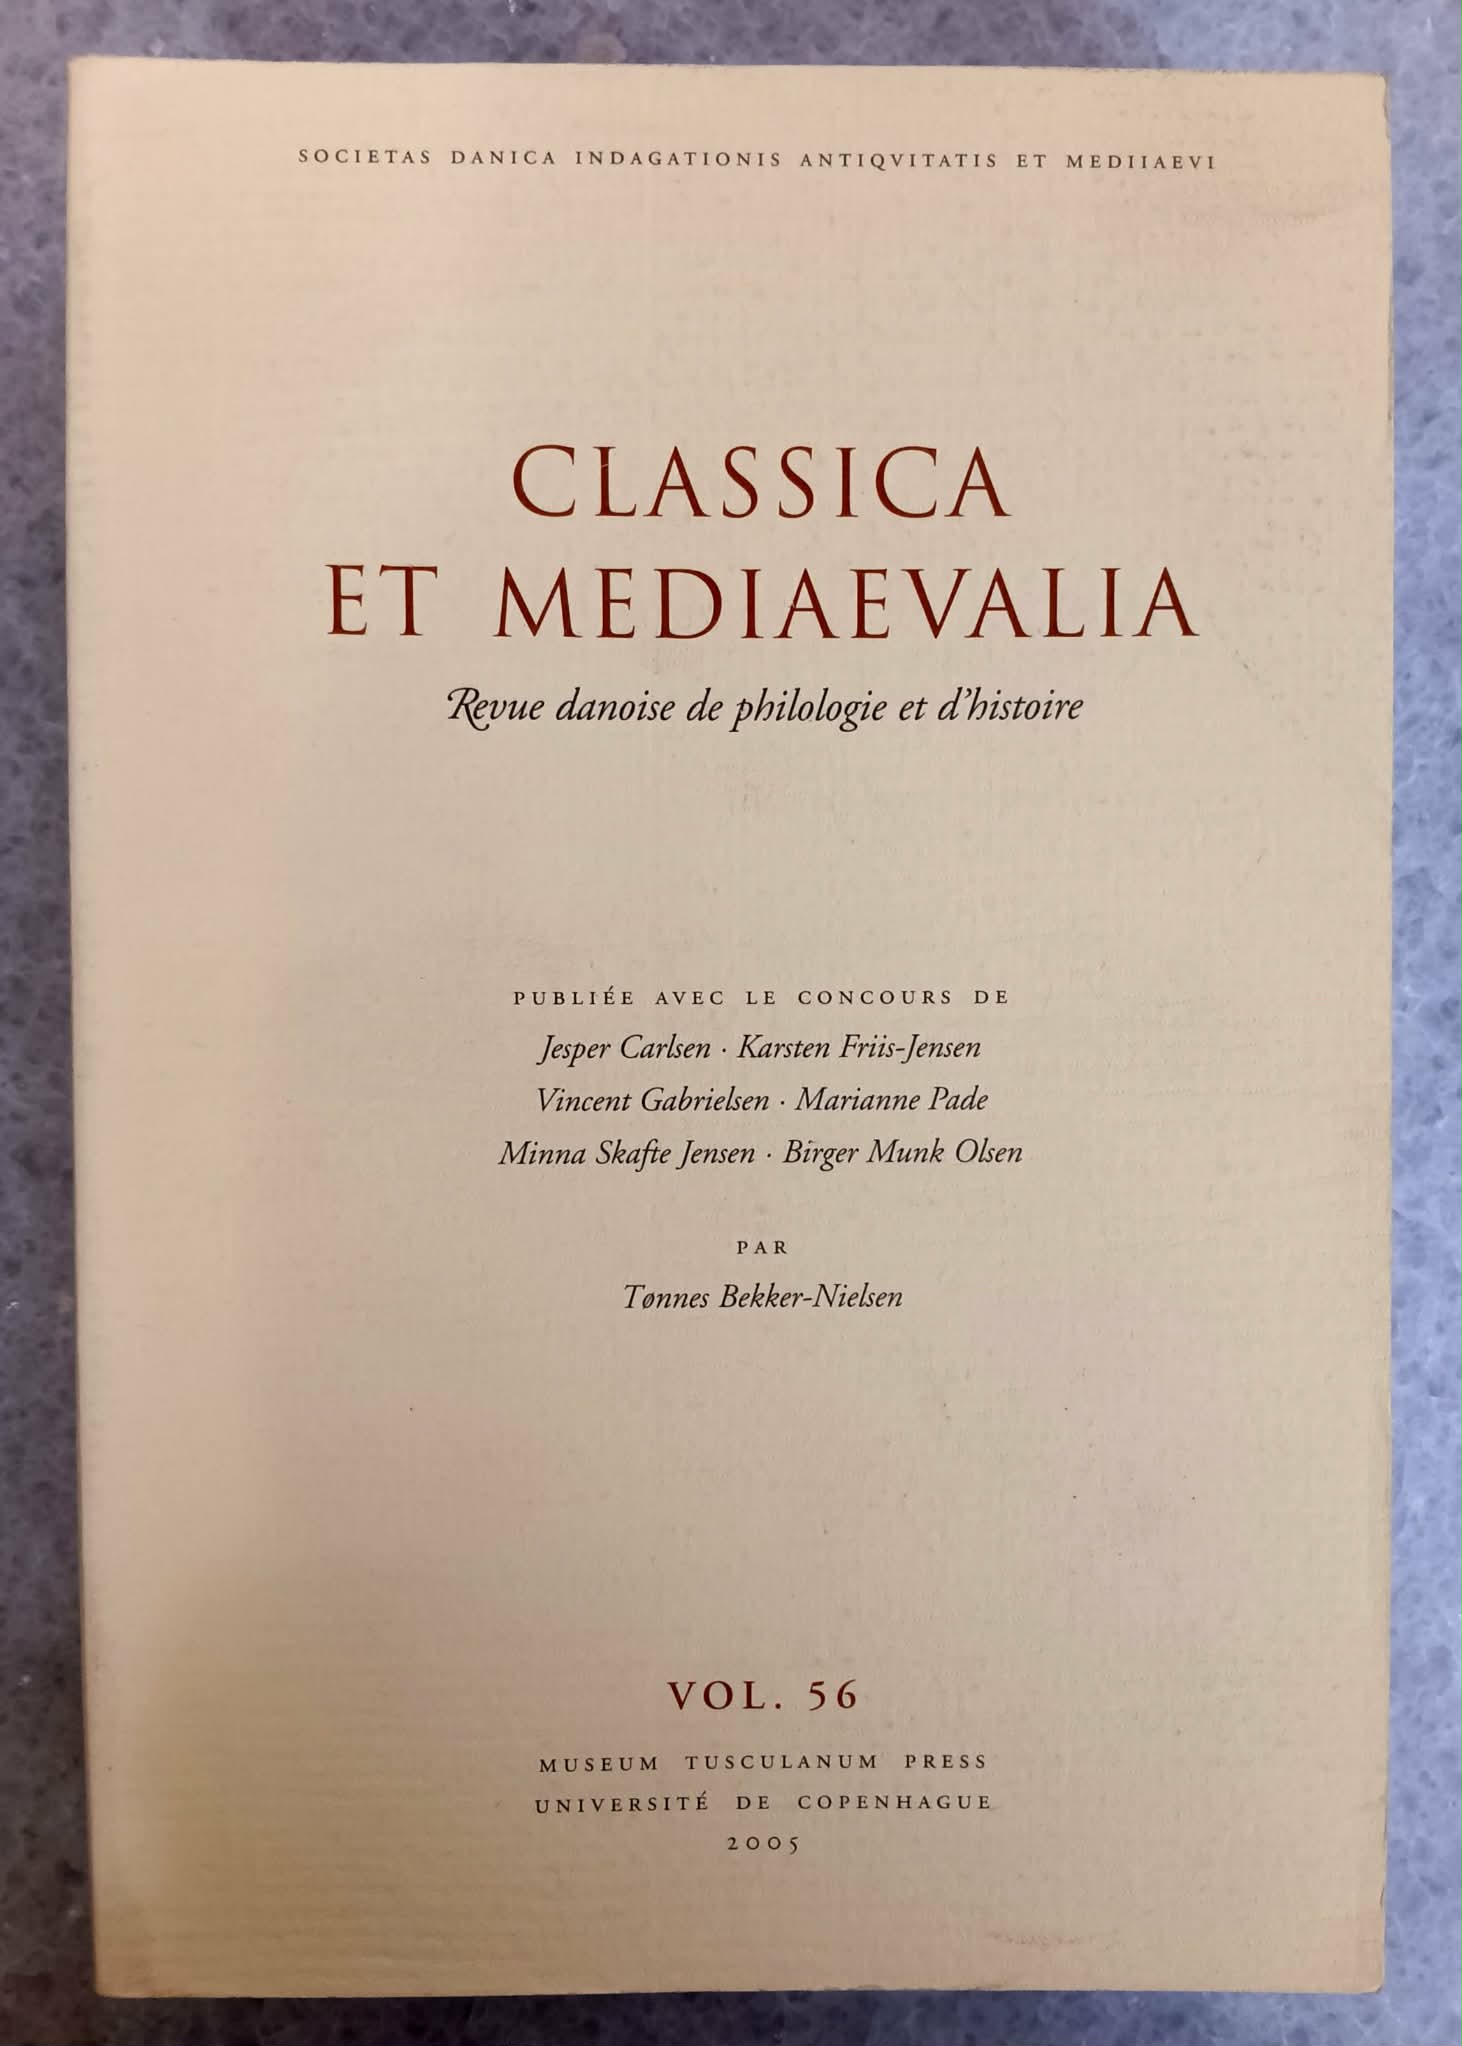 SOCIETAS DANICA INDAGATIONIS ANTIQVITATIS ET MEDIIAEVI
CLASSICA
ET MEDIAEVALIA
Revue danoise de philologie et d’histoire
PUBLIÉE AVEC LE CONCOURS DE
Jesper Carlsen · Karsten Friis-Jensen
Vincent Gabrielsen · Marianne Pade
Minna Skafte Jensen · Birger Munk Olsen
PAR
Tønnes Bekker-Nielsen
VOL. 56
MUSEUM TUSCULANUM PRESS
UNIVERSITÉ DE COPENHAGUE
2005